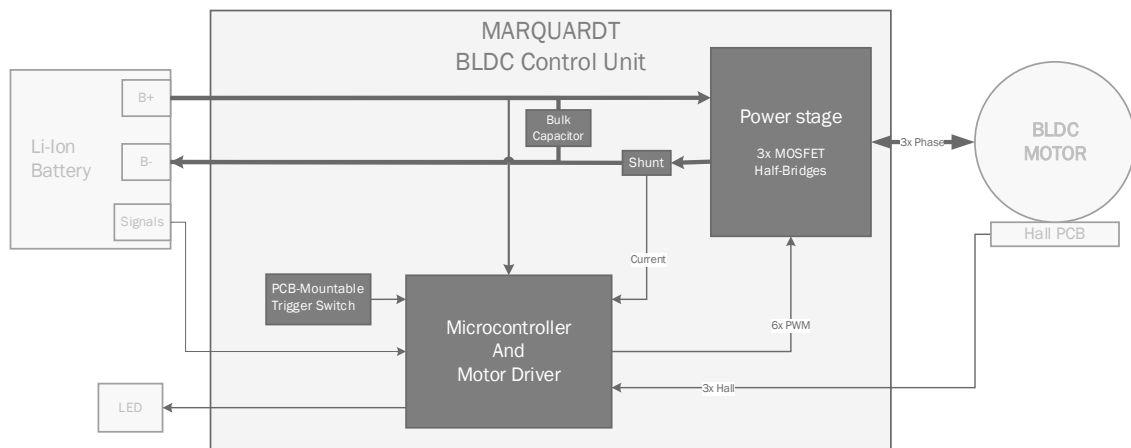 MARQUARDT
BLDC Control Unit
Li-Ion
Battery
B+
B-
Signals
Bulk
Capacitor
Shunt
Power stage
3x MOSFET
Half-Bridges
3x Phase
BLDC
MOTOR
Hall PCB
Current
PCB-Mountable
Trigger Switch
Microcontroller
And
Motor Driver
6x PWM
3x Hall
LED